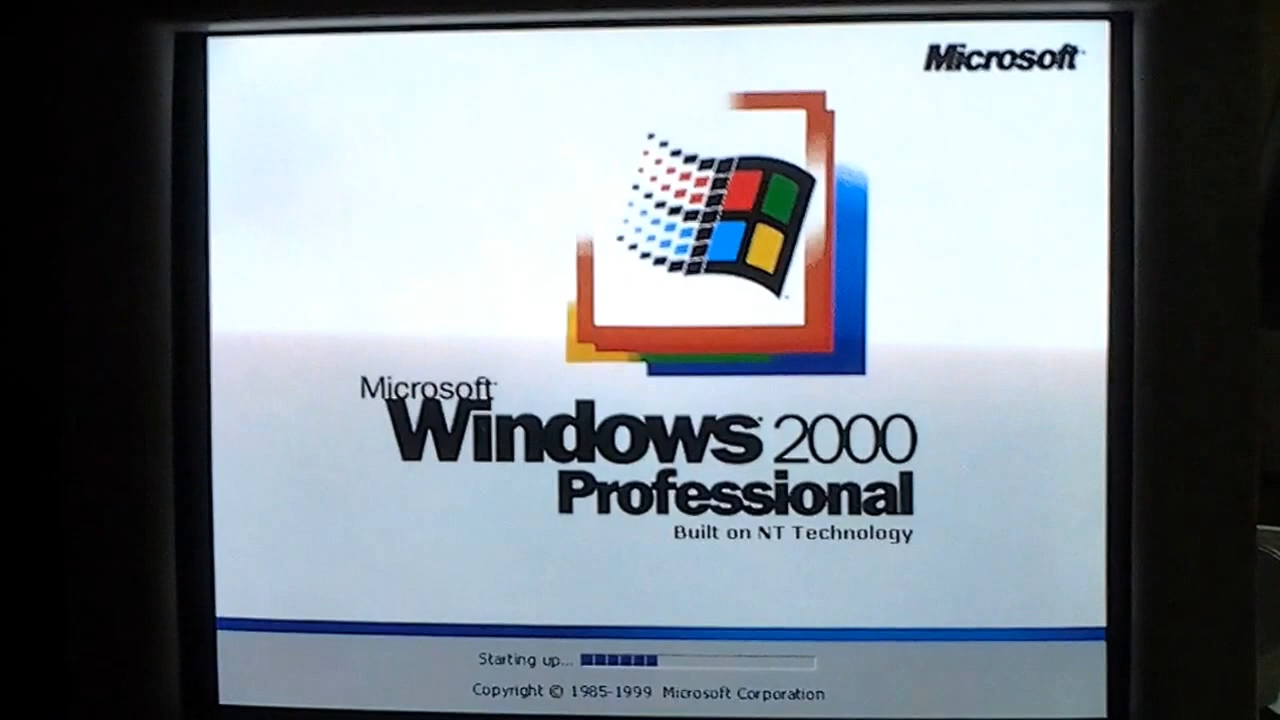 Microsoft
Microsoft
Windows 2000
Professional
Built on NT Technology
Starting up...
Copyright © 1985-1999 Microsoft Corporation